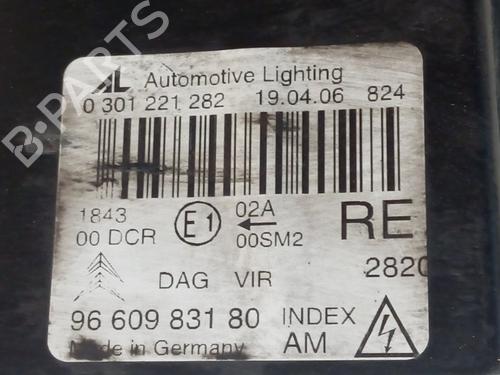 AL Automotive Lighting
0 301 221 282 19.04.06 824
1843
00 DCR
E1
02A
00SM2
RE
DAG VIR
2820
96 609 831 80
INDEX
AM
Made in Germany
B-PARTS